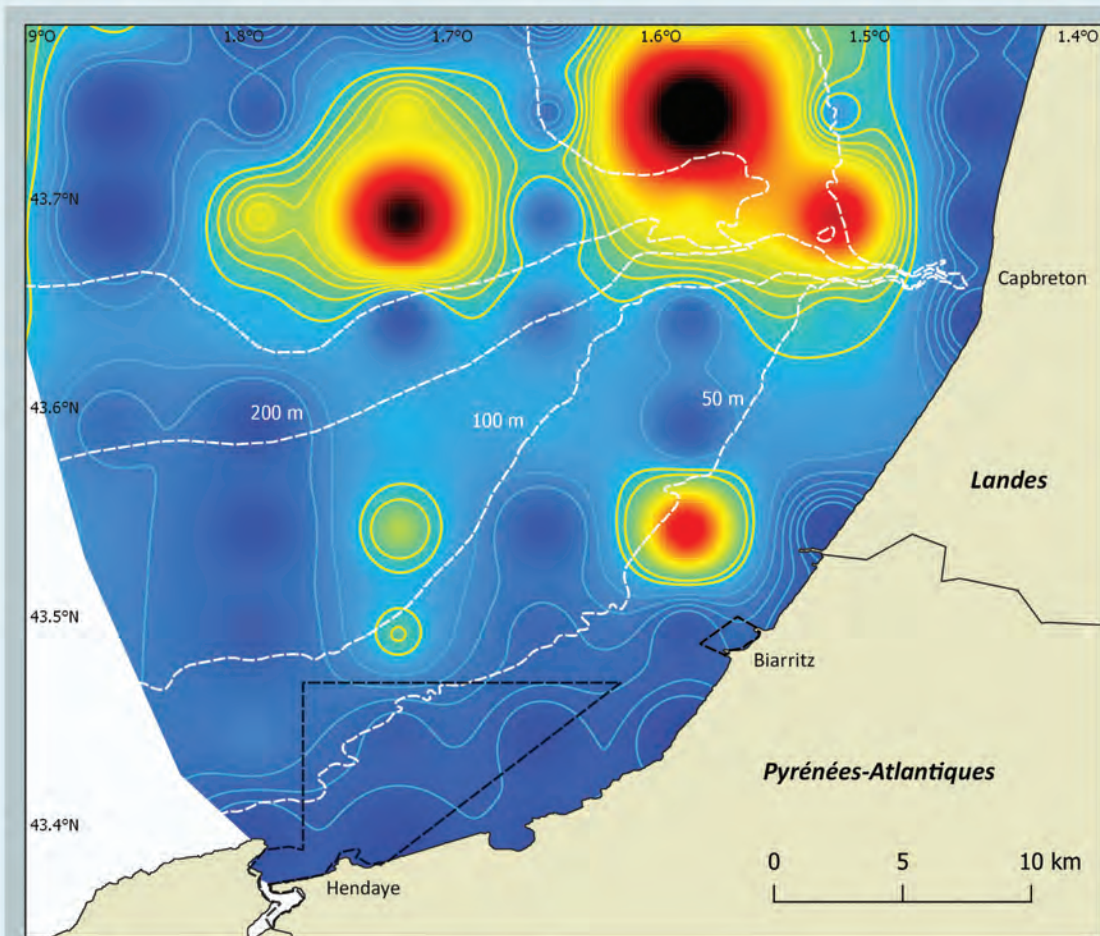 9°O 1.8°O 1.7°O 1.6°O 1.5°O 1.4°O
43.7°N
Capbreton
43.6°N
200 m
100 m
50 m
Landes
43.5°N
Biarritz
Pyrénées-Atlantiques
43.4°N
0 5 10 km
Hendaye